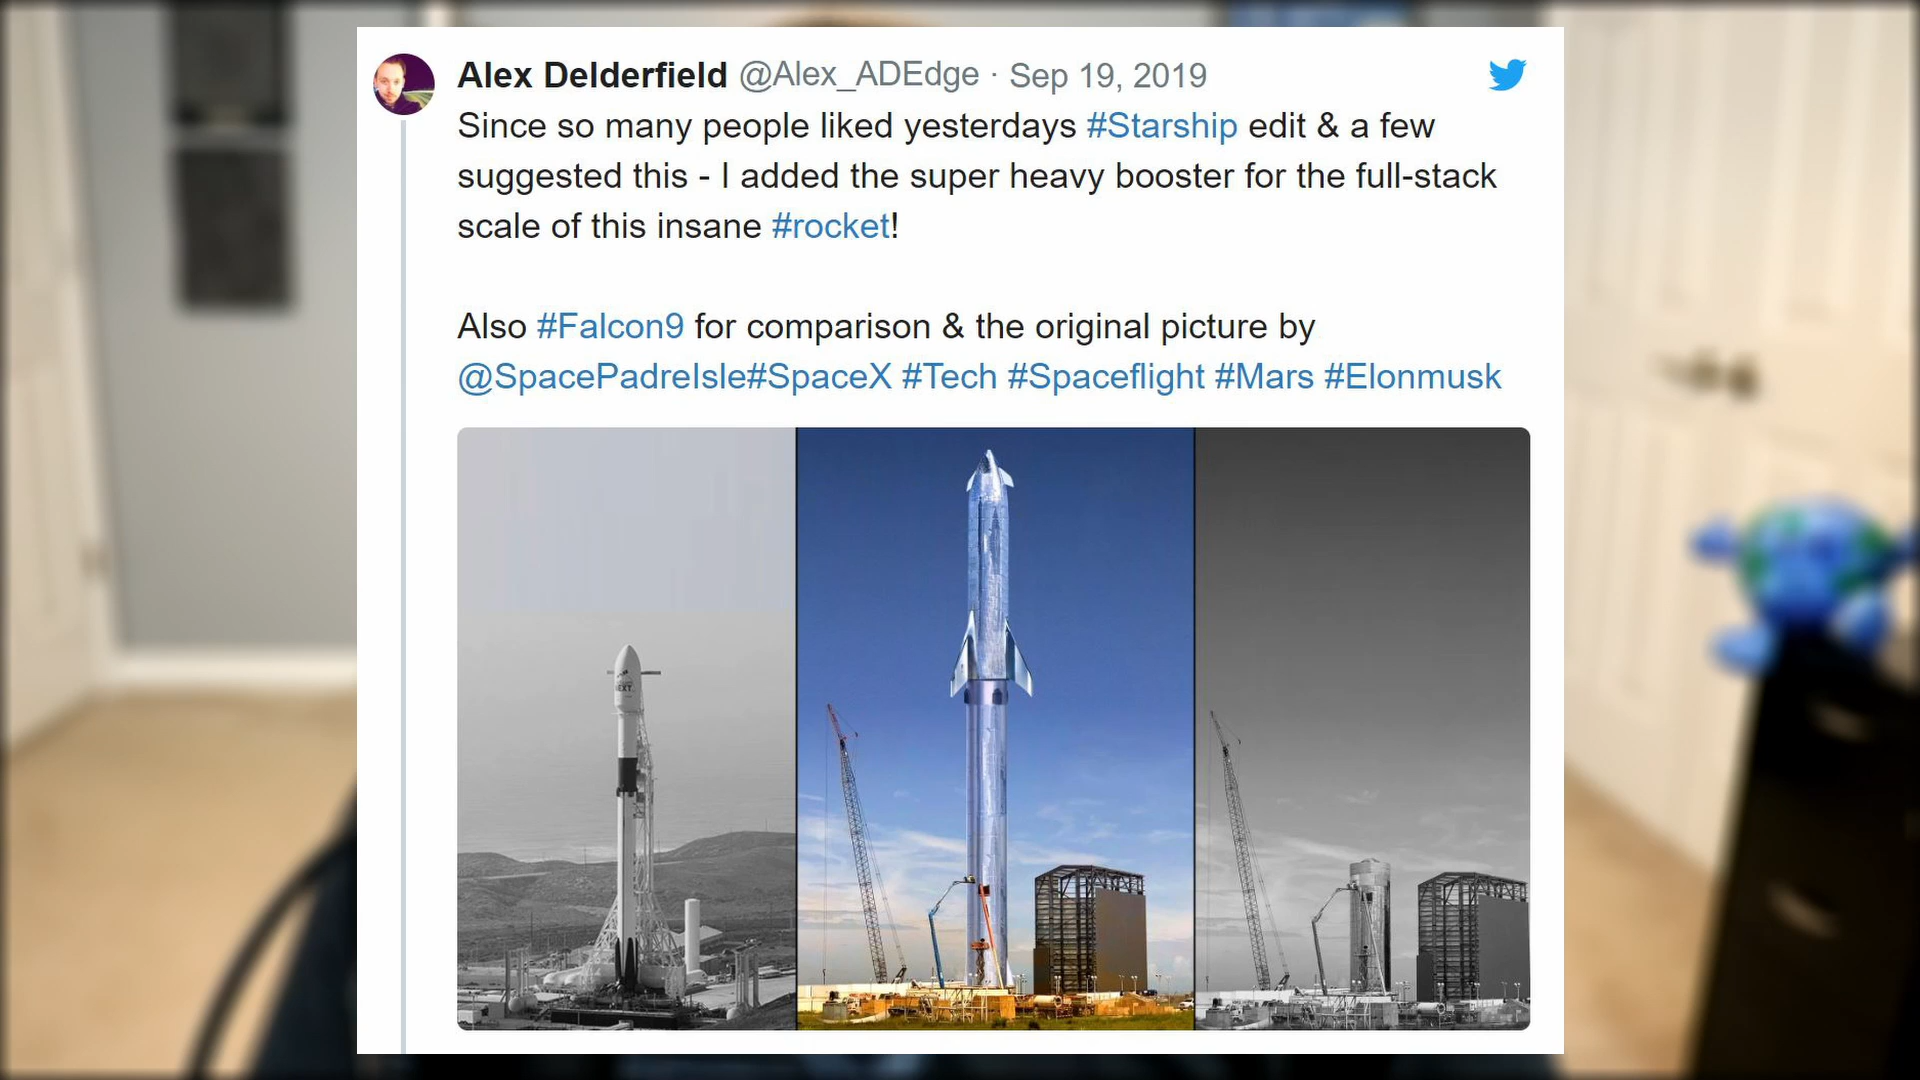 Alex Delderfield @Alex_ADEdge · Sep 19, 2019
Since so many people liked yesterdays #Starship edit & a few
suggested this - I added the super heavy booster for the full-stack
scale of this insane #rocket!
Also #Falcon9 for comparison & the original picture by
@SpacePadreIsle#SpaceX #Tech #Spaceflight #Mars #Elonmusk
EXT